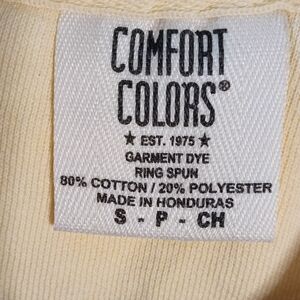 COMFORT
COLORS®
★ EST. 1975 ★
GARMENT DYE
RING SPUN
80% COTTON / 20% POLYESTER
MADE IN HONDURAS
S - P - CH